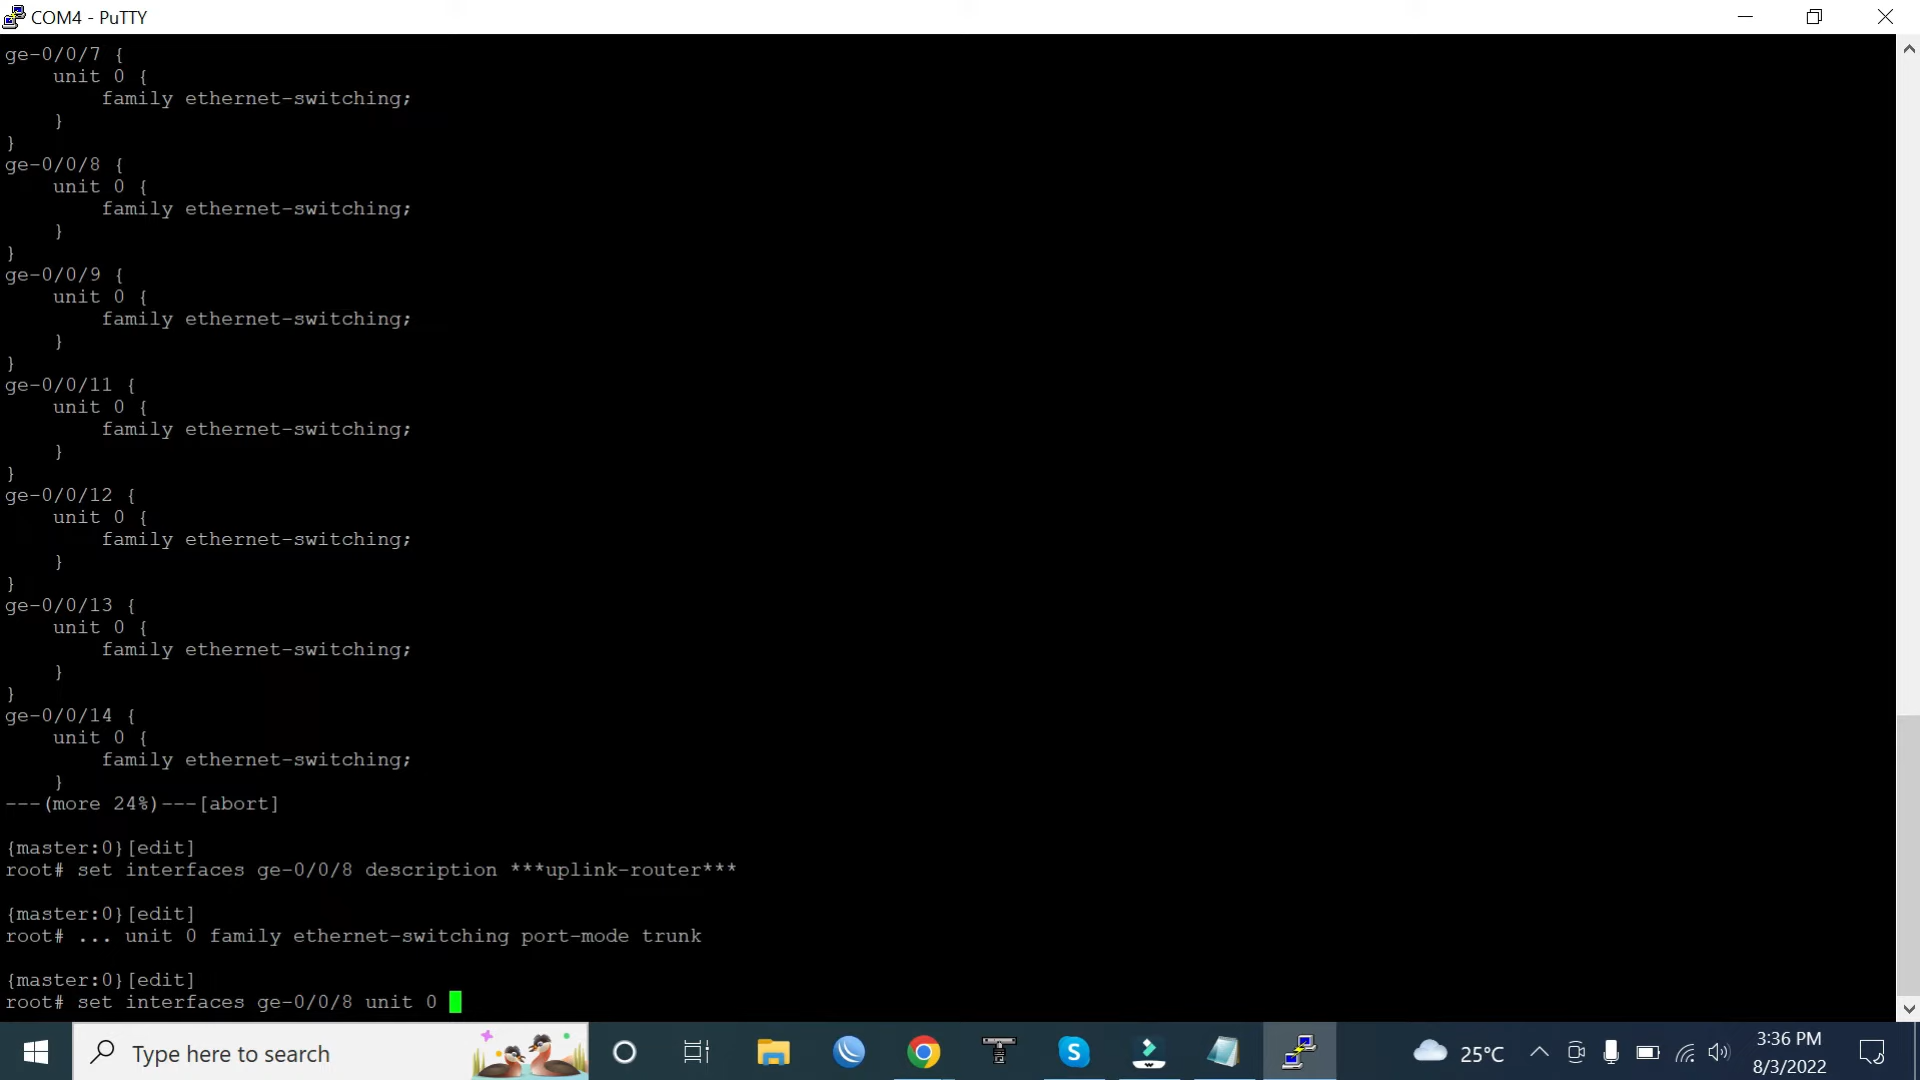 COM4 - PuTTY
ge-0/0/7 {
    unit 0 {
        family ethernet-switching;
    }
}
ge-0/0/8 {
    unit 0 {
        family ethernet-switching;
    }
}
ge-0/0/9 {
    unit 0 {
        family ethernet-switching;
    }
}
ge-0/0/11 {
    unit 0 {
        family ethernet-switching;
    }
}
ge-0/0/12 {
    unit 0 {
        family ethernet-switching;
    }
}
ge-0/0/13 {
    unit 0 {
        family ethernet-switching;
    }
}
ge-0/0/14 {
    unit 0 {
        family ethernet-switching;
    }
---(more 24%)---[abort]
{master:0}[edit]
root# set interfaces ge-0/0/8 description ***uplink-router***
{master:0}[edit]
root# ... unit 0 family ethernet-switching port-mode trunk
{master:0}[edit]
root# set interfaces ge-0/0/8 unit 0
Type here to search
25°C
3:36 PM
8/3/2022